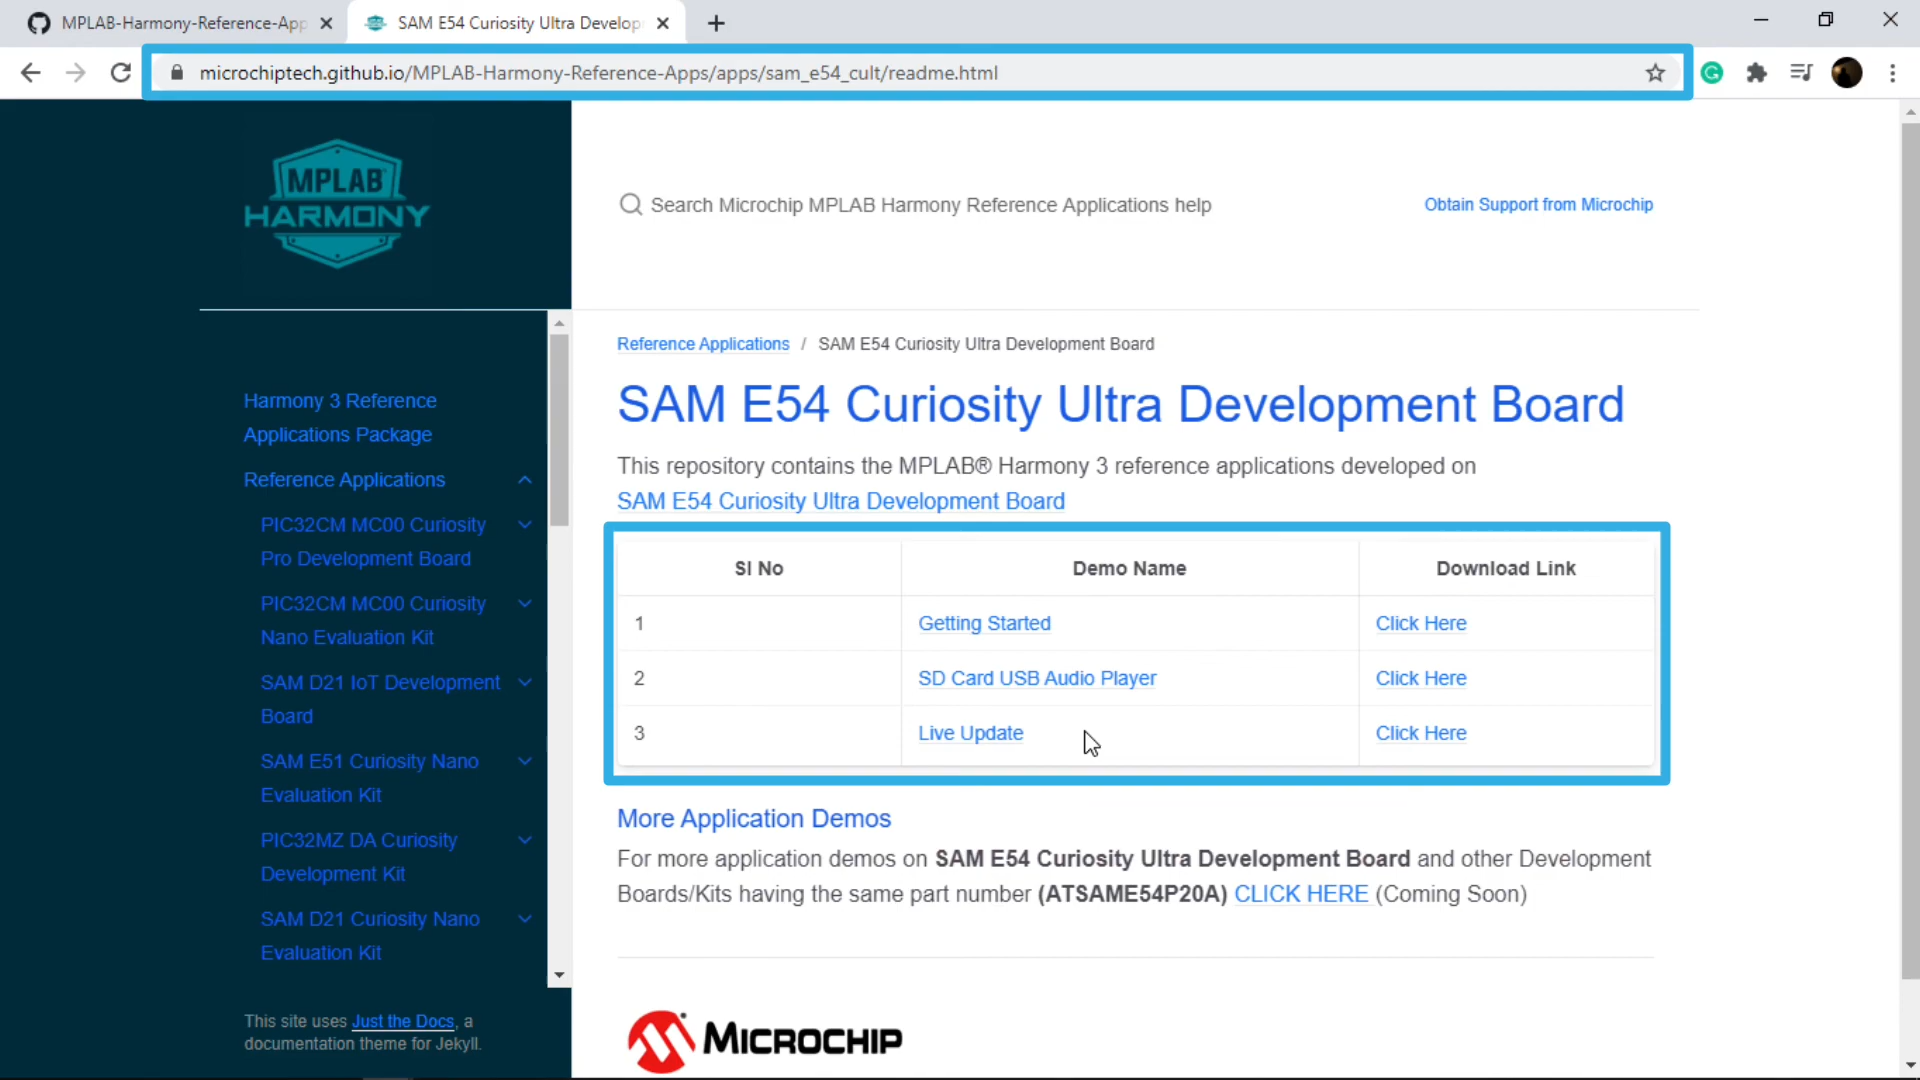 MPLAB-Harmony-Reference-App
SAM E54 Curiosity Ultra Develop
microchiptech.github.io/MPLAB-Harmony-Reference-Apps/apps/sam_e54_cult/readme.html
MPLAB
HARMONY
Search Microchip MPLAB Harmony Reference Applications help
Obtain Support from Microchip
Harmony 3 Reference
Applications Package
Reference Applications
PIC32CM MC00 Curiosity
Pro Development Board
PIC32CM MC00 Curiosity
Nano Evaluation Kit
SAM D21 IoT Development
Board
SAM E51 Curiosity Nano
Evaluation Kit
PIC32MZ DA Curiosity
Development Kit
SAM D21 Curiosity Nano
Evaluation Kit
This site uses Just the Docs, a
documentation theme for Jekyll.
Reference Applications / SAM E54 Curiosity Ultra Development Board
SAM E54 Curiosity Ultra Development Board
This repository contains the MPLAB® Harmony 3 reference applications developed on
SAM E54 Curiosity Ultra Development Board
Sl No Demo Name Download Link
1 Getting Started Click Here
2 SD Card USB Audio Player Click Here
3 Live Update Click Here
More Application Demos
For more application demos on SAM E54 Curiosity Ultra Development Board and other Development
Boards/Kits having the same part number (ATSAME54P20A) CLICK HERE (Coming Soon)
MICROCHIP